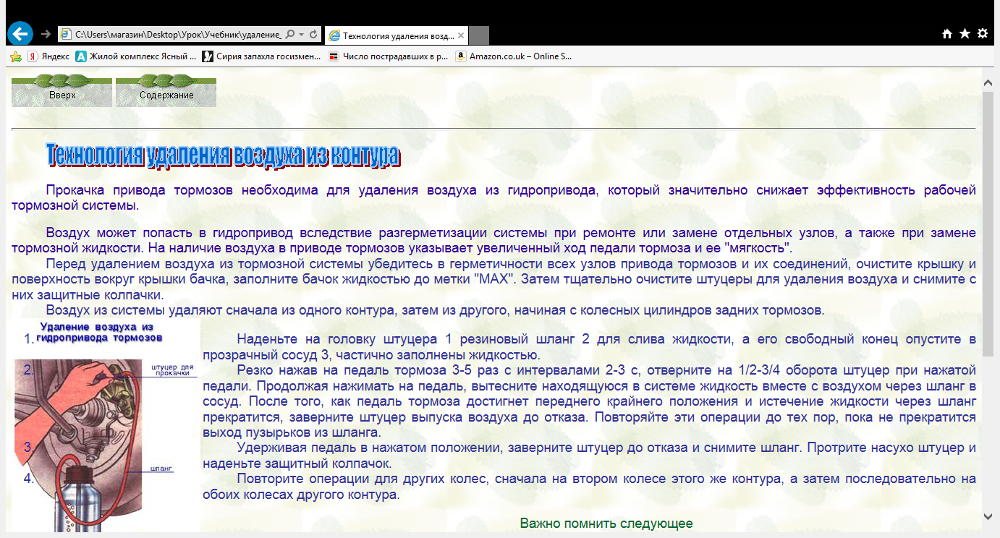 C:\Users\магазин\Desktop\Урок\Учебник\удаление_
Технология удаления возд...
Яндекс
Жилой комплекс Ясный ...
Сирия запахла госизмен...
Число пострадавших в р...
Amazon.co.uk – Online S...
Вверх
Содержание
Технология удаления воздуха из контура
Прокачка привода тормозов необходима для удаления воздуха из гидропривода, который значительно снижает эффективность рабочей
тормозной системы.
Воздух может попасть в гидропривод вследствие разгерметизации системы при ремонте или замене отдельных узлов, а также при замене
тормозной жидкости. На наличие воздуха в приводе тормозов указывает увеличенный ход педали тормоза и ее "мягкость".
Перед удалением воздуха из тормозной системы убедитесь в герметичности всех узлов привода тормозов и их соединений, очистите крышку и
поверхность вокруг крышки бачка, заполните бачок жидкостью до метки "MAX". Затем тщательно очистите штуцеры для удаления воздуха и снимите с
них защитные колпачки.
Воздух из системы удаляют сначала из одного контура, затем из другого, начиная с колесных цилиндров задних тормозов.
Удаление воздуха из
гидропривода тормозов
штуцер для
прокачки
шланг
1. Наденьте на головку штуцера 1 резиновый шланг 2 для слива жидкости, а его свободный конец опустите в
прозрачный сосуд 3, частично заполнены жидкостью.
2. Резко нажав на педаль тормоза 3-5 раз с интервалами 2-3 с, отверните на 1/2-3/4 оборота штуцер при нажатой
педали. Продолжая нажимать на педаль, вытесните находящуюся в системе жидкость вместе с воздухом через шланг в
сосуд. После того, как педаль тормоза достигнет переднего крайнего положения и истечение жидкости через шланг
прекратится, заверните штуцер выпуска воздуха до отказа. Повторяйте эти операции до тех пор, пока не прекратится
выход пузырьков из шланга.
3. Удерживая педаль в нажатом положении, заверните штуцер до отказа и снимите шланг. Протрите насухо штуцер и
наденьте защитный колпачок.
4. Повторите операции для других колес, сначала на втором колесе этого же контура, а затем последовательно на
обоих колесах другого контура.
Важно помнить следующее